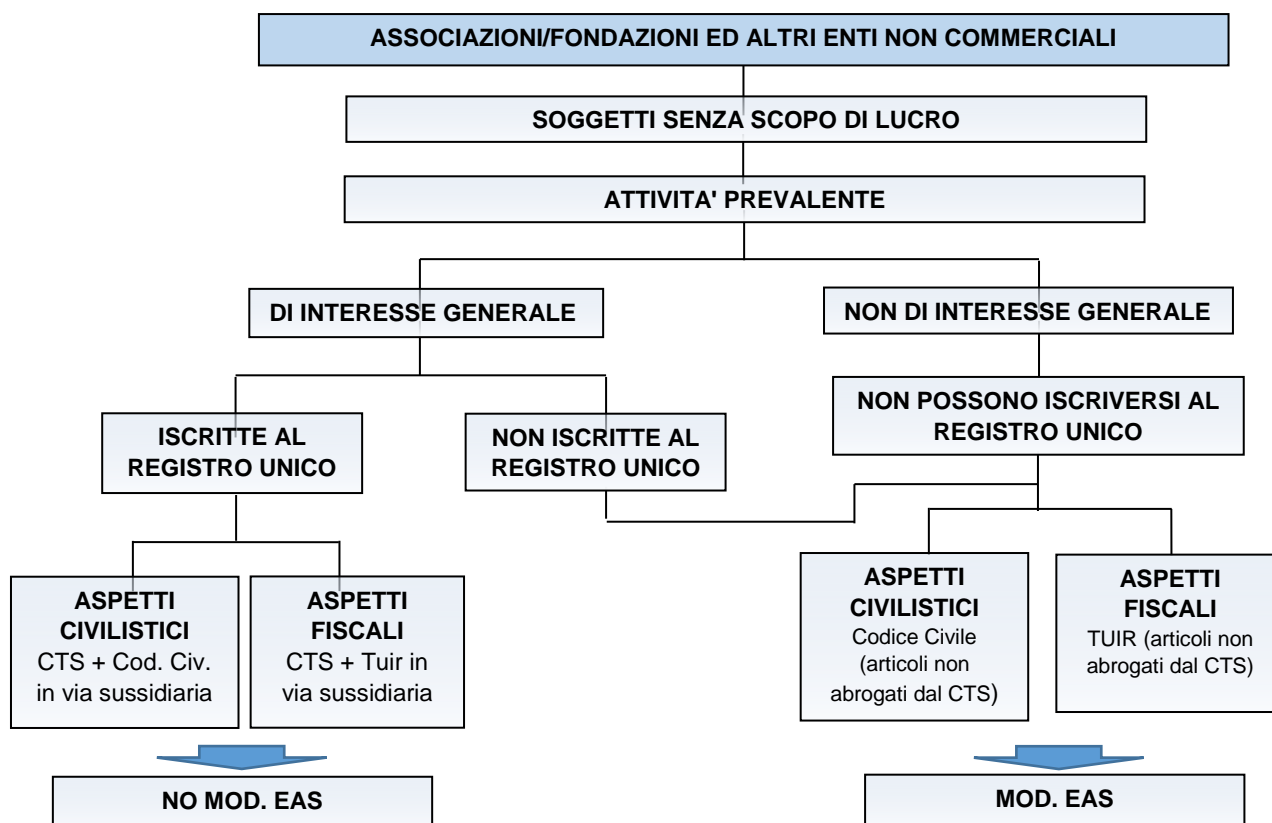 ASSOCIAZIONI/FONDAZIONI ED ALTRI ENTI NON COMMERCIALI
SOGGETTI SENZA SCOPO DI LUCRO
ATTIVITA' PREVALENTE
DI INTERESSE GENERALE
NON DI INTERESSE GENERALE
ISCRITTE AL
REGISTRO UNICO
NON ISCRITTE AL
REGISTRO UNICO
NON POSSONO ISCRIVERSI AL
REGISTRO UNICO
ASPETTI
CIVILISTICI
CTS + Cod. Civ.
in via sussidiaria
ASPETTI
FISCALI
CTS + Tuir in
via sussidiaria
ASPETTI
CIVILISTICI
Codice Civile
(articoli non
abrogati dal CTS)
ASPETTI
FISCALI
TUIR (articoli non
abrogati dal CTS)
NO MOD. EAS
MOD. EAS